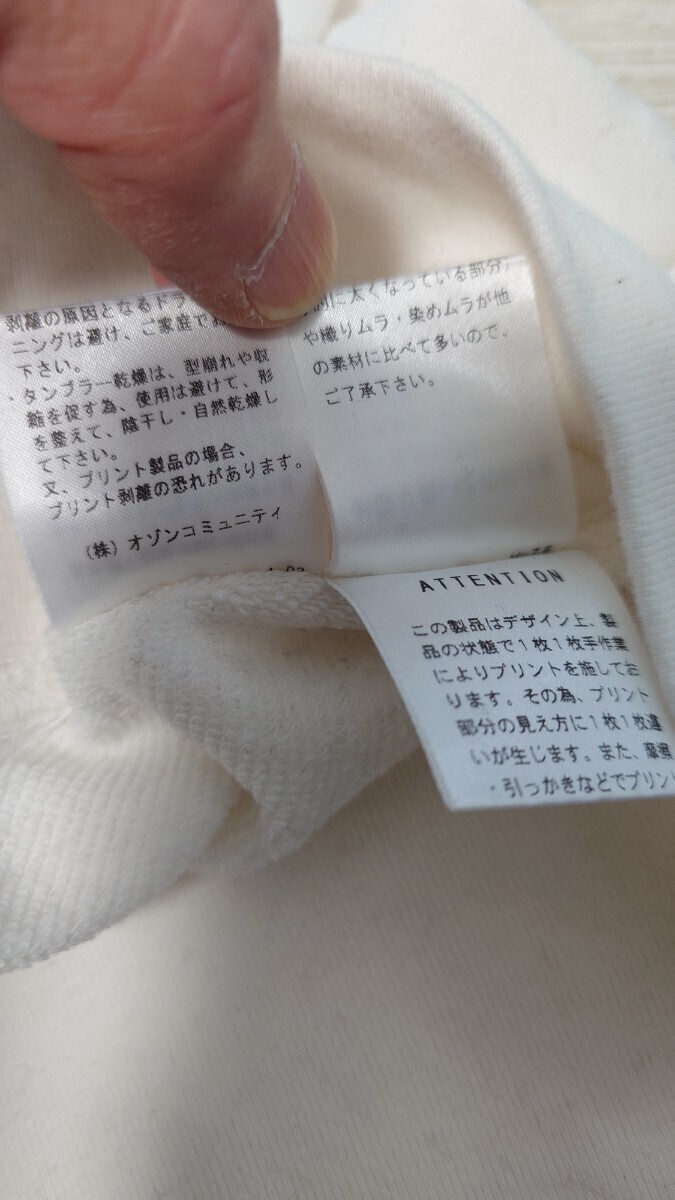 剥離の原因となるドラ
ニングは避け、ご家庭でお
下さい。
・タンブラー乾燥は、型崩れや収
縮を促す為、使用は避けて、形
を整えて、陰干し・自然乾燥し
て下さい。
又、プリント製品の場合、
プリント剥離の恐れがあります。
(株) オゾンコミュニティ
に太くなっている部分
や織りムラ・染めムラが他
の素材に比べて多いので、
ご了承下さい。
ATTENTION
この製品はデザイン上、製
品の状態で1枚1枚手作業
によりプリントを施してお
ります。その為、プリント
部分の見え方に1枚1枚違
いが生じます。また、摩擦
・引っかきなどでプリント